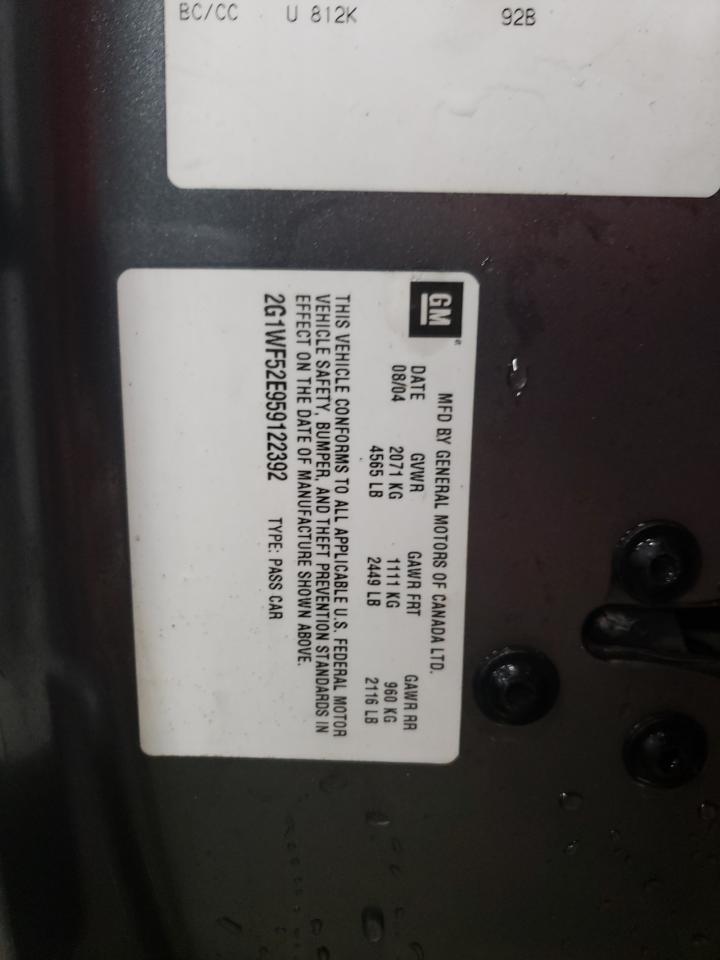 BC/CC U 812K 92B
GM
MFD BY GENERAL MOTORS OF CANADA LTD.
DATE GVWR GAWR FRT GAWR RR
08/04 2071 KG 1111 KG 960 KG
4565 LB 2449 LB 2116 LB
THIS VEHICLE CONFORMS TO ALL APPLICABLE U.S. FEDERAL MOTOR
VEHICLE SAFETY, BUMPER, AND THEFT PREVENTION STANDARDS IN
EFFECT ON THE DATE OF MANUFACTURE SHOWN ABOVE.
2G1WF52E959122392 TYPE: PASS CAR